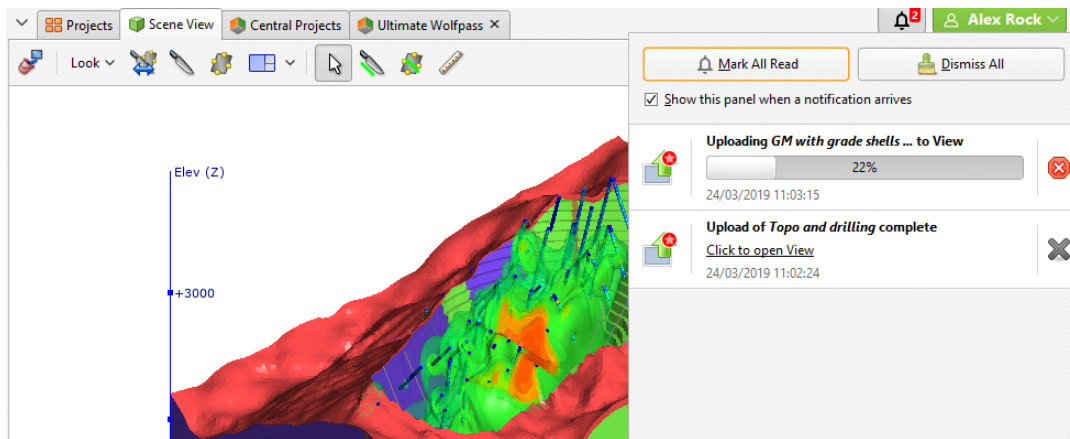 Projects
Scene View
Central Projects
Ultimate Wolfpass
2
Alex Rock
Look
Mark All Read
Dismiss All
Show this panel when a notification arrives
Uploading GM with grade shells ... to View
22%
24/03/2019 11:03:15
Upload of Topo and drilling complete
Click to open View
24/03/2019 11:02:24
Elev (Z)
+3000